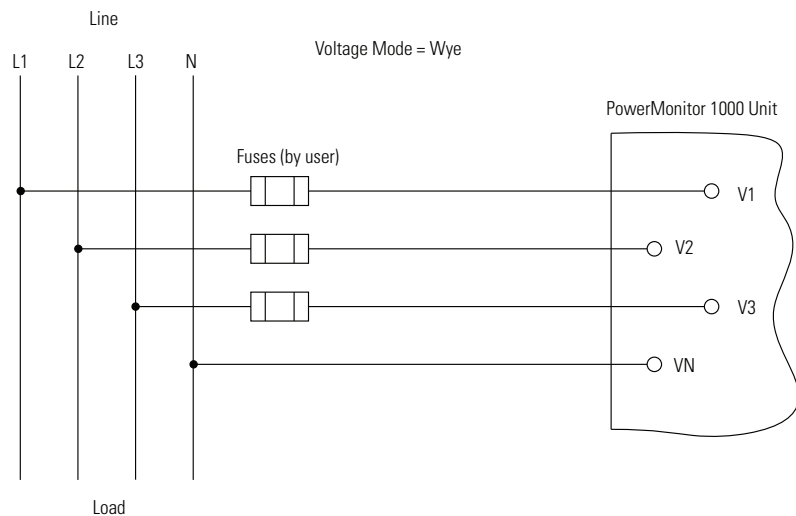 Line
Voltage Mode = Wye
L1 L2 L3 N
PowerMonitor 1000 Unit
Fuses (by user)
V1
V2
V3
VN
Load